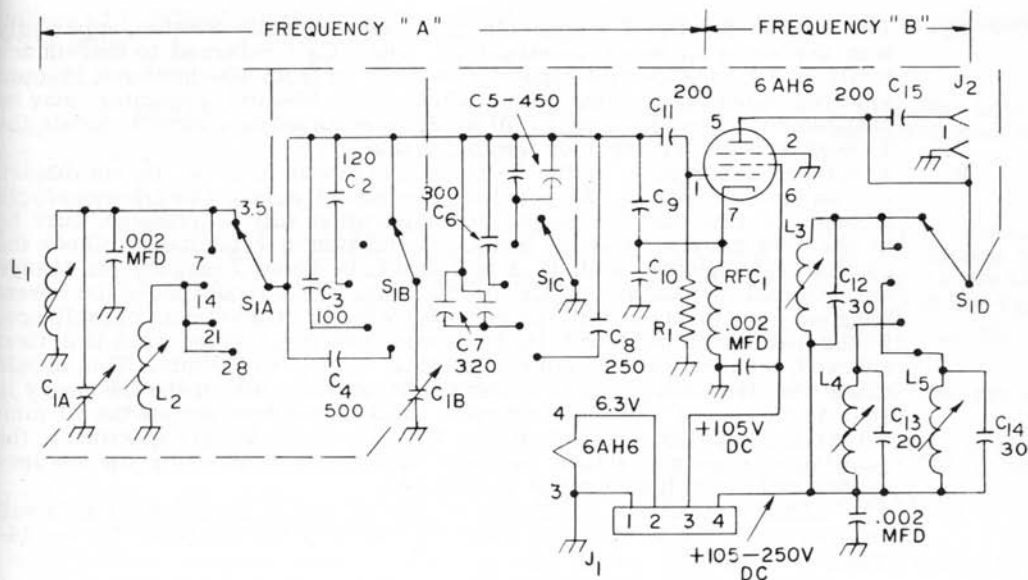 FREQUENCY "A"
FREQUENCY "B"
6AH6
C5-450
200
C11
5
2
1
6
7
200
C15
J2
1
120
C2
3.5
300
C6
L1
.002
MFD
7
14
21
28
S1A
C3
100
S1B
S1C
C9
C10
RFC1
L3
C12
30
S1D
C4
500
C7
320
C8
250
R1
.002
MFD
C1A
L2
C1B
4
6.3V
6AH6
3
+105V
DC
L4
L5
C13
20
C14
30
1 2 3 4
J1
+105-250V
DC
.002
MFD